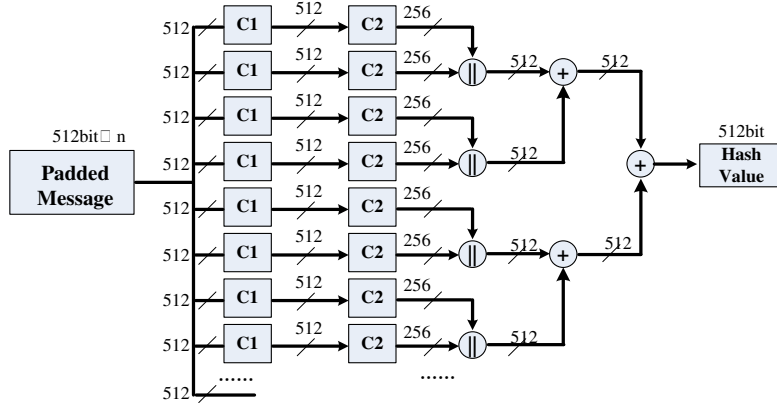 512 C1 512 C2 256
512 C1 512 C2 256 || 512 + 512
512 C1 512 C2 256
512bit□ n
512 C1 512 C2 256 || 512
Padded Message
512bit
+ Hash Value
512 C1 512 C2 256
512 C1 512 C2 256 || 512 + 512
512 C1 512 C2 256
512 C1 512 C2 256 || 512
...... ......
512